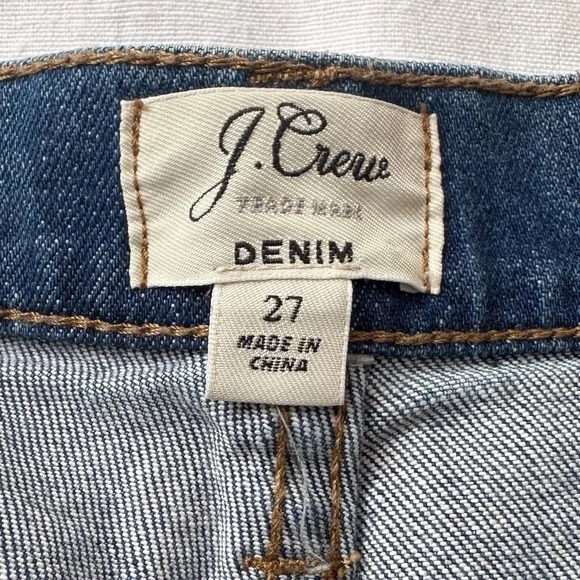 J.Crew
TRADE MARK
DENIM
27
MADE IN
CHINA